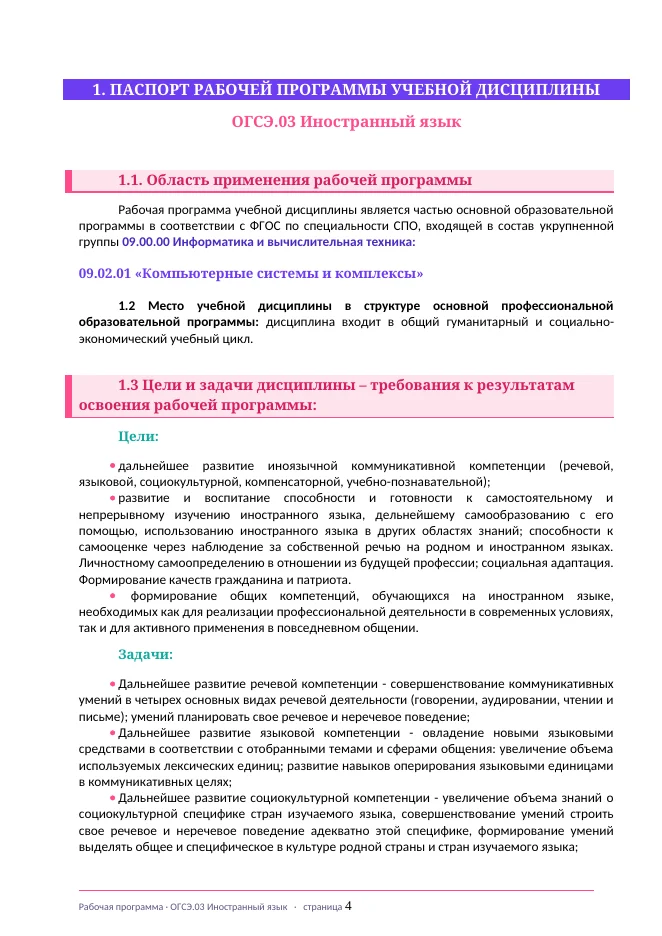 1. ПАСПОРТ РАБОЧЕЙ ПРОГРАММЫ УЧЕБНОЙ ДИСЦИПЛИНЫ
ОГСЭ.03 Иностранный язык
1.1. Область применения рабочей программы
Рабочая программа учебной дисциплины является частью основной образовательной
программы в соответствии с ФГОС по специальности СПО, входящей в состав укрупненной
группы 09.00.00 Информатика и вычислительная техника:
09.02.01 «Компьютерные системы и комплексы»
1.2 Место учебной дисциплины в структуре основной профессиональной
образовательной программы: дисциплина входит в общий гуманитарный и социально-
экономический учебный цикл.
1.3 Цели и задачи дисциплины – требования к результатам
освоения рабочей программы:
Цели:
• дальнейшее развитие иноязычной коммуникативной компетенции (речевой,
языковой, социокультурной, компенсаторной, учебно-познавательной);
• развитие и воспитание способности и готовности к самостоятельному и
непрерывному изучению иностранного языка, дальнейшему самообразованию с его
помощью, использованию иностранного языка в других областях знаний; способности к
самооценке через наблюдение за собственной речью на родном и иностранном языках.
Личностному самоопределению в отношении из будущей профессии; социальная адаптация.
Формирование качеств гражданина и патриота.
• формирование общих компетенций, обучающихся на иностранном языке,
необходимых как для реализации профессиональной деятельности в современных условиях,
так и для активного применения в повседневном общении.
Задачи:
• Дальнейшее развитие речевой компетенции - совершенствование коммуникативных
умений в четырех основных видах речевой деятельности (говорении, аудировании, чтении и
письме); умений планировать свое речевое и неречевое поведение;
• Дальнейшее развитие языковой компетенции - овладение новыми языковыми
средствами в соответствии с отобранными темами и сферами общения: увеличение объема
используемых лексических единиц; развитие навыков оперирования языковыми единицами
в коммуникативных целях;
• Дальнейшее развитие социокультурной компетенции - увеличение объема знаний о
социокультурной специфике стран изучаемого языка, совершенствование умений строить
свое речевое и неречевое поведение адекватно этой специфике, формирование умений
выделять общее и специфическое в культуре родной страны и стран изучаемого языка;
Рабочая программа · ОГСЭ.03 Иностранный язык · страница 4